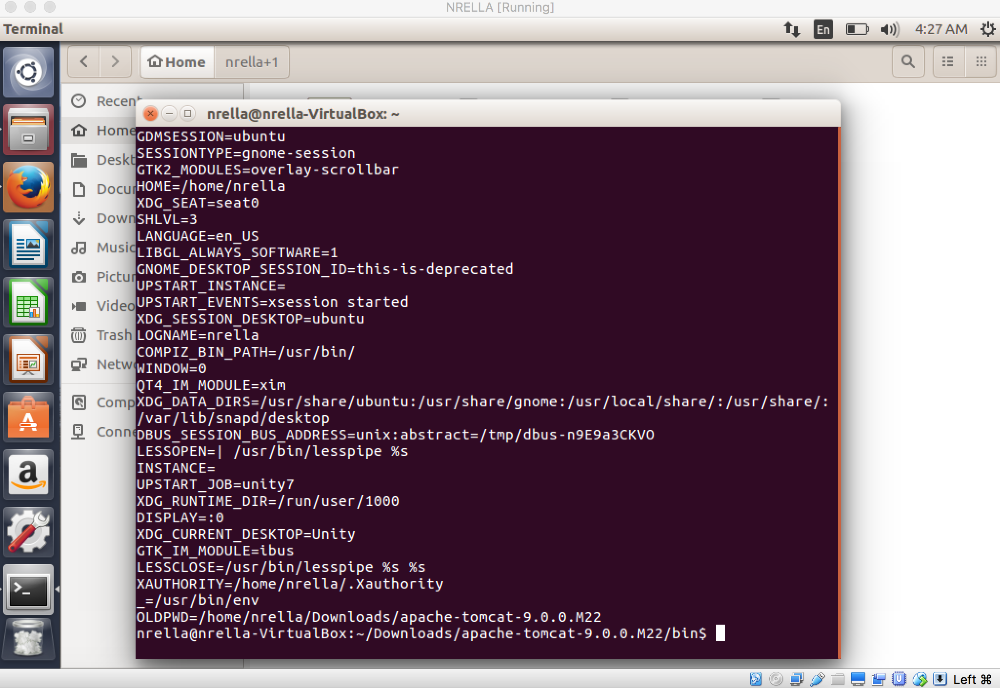 NRELLA [Running]
Terminal
En
4:27 AM
Home
nrella+1
Recent
Home
Deskt
Docum
Down
Music
Pictur
Video
Trash
Netwo
Comp
Conne
nrella@nrella-VirtualBox: ~
GDMSESSION=ubuntu
SESSIONTYPE=gnome-session
GTK2_MODULES=overlay-scrollbar
HOME=/home/nrella
XDG_SEAT=seat0
SHLVL=3
LANGUAGE=en_US
LIBGL_ALWAYS_SOFTWARE=1
GNOME_DESKTOP_SESSION_ID=this-is-deprecated
UPSTART_INSTANCE=
UPSTART_EVENTS=xsession started
XDG_SESSION_DESKTOP=ubuntu
LOGNAME=nrella
COMPIZ_BIN_PATH=/usr/bin/
WINDOW=0
QT4_IM_MODULE=xim
XDG_DATA_DIRS=/usr/share/ubuntu:/usr/share/gnome:/usr/local/share/:/usr/share/:
/var/lib/snapd/desktop
DBUS_SESSION_BUS_ADDRESS=unix:abstract=/tmp/dbus-n9E9a3CKVO
LESSOPEN=| /usr/bin/lesspipe %s
INSTANCE=
UPSTART_JOB=unity7
XDG_RUNTIME_DIR=/run/user/1000
DISPLAY=:0
XDG_CURRENT_DESKTOP=Unity
GTK_IM_MODULE=ibus
LESSCLOSE=/usr/bin/lesspipe %s %s
XAUTHORITY=/home/nrella/.Xauthority
_=/usr/bin/env
OLDPWD=/home/nrella/Downloads/apache-tomcat-9.0.0.M22
nrella@nrella-VirtualBox:~/Downloads/apache-tomcat-9.0.0.M22/bin$
Left ⌘